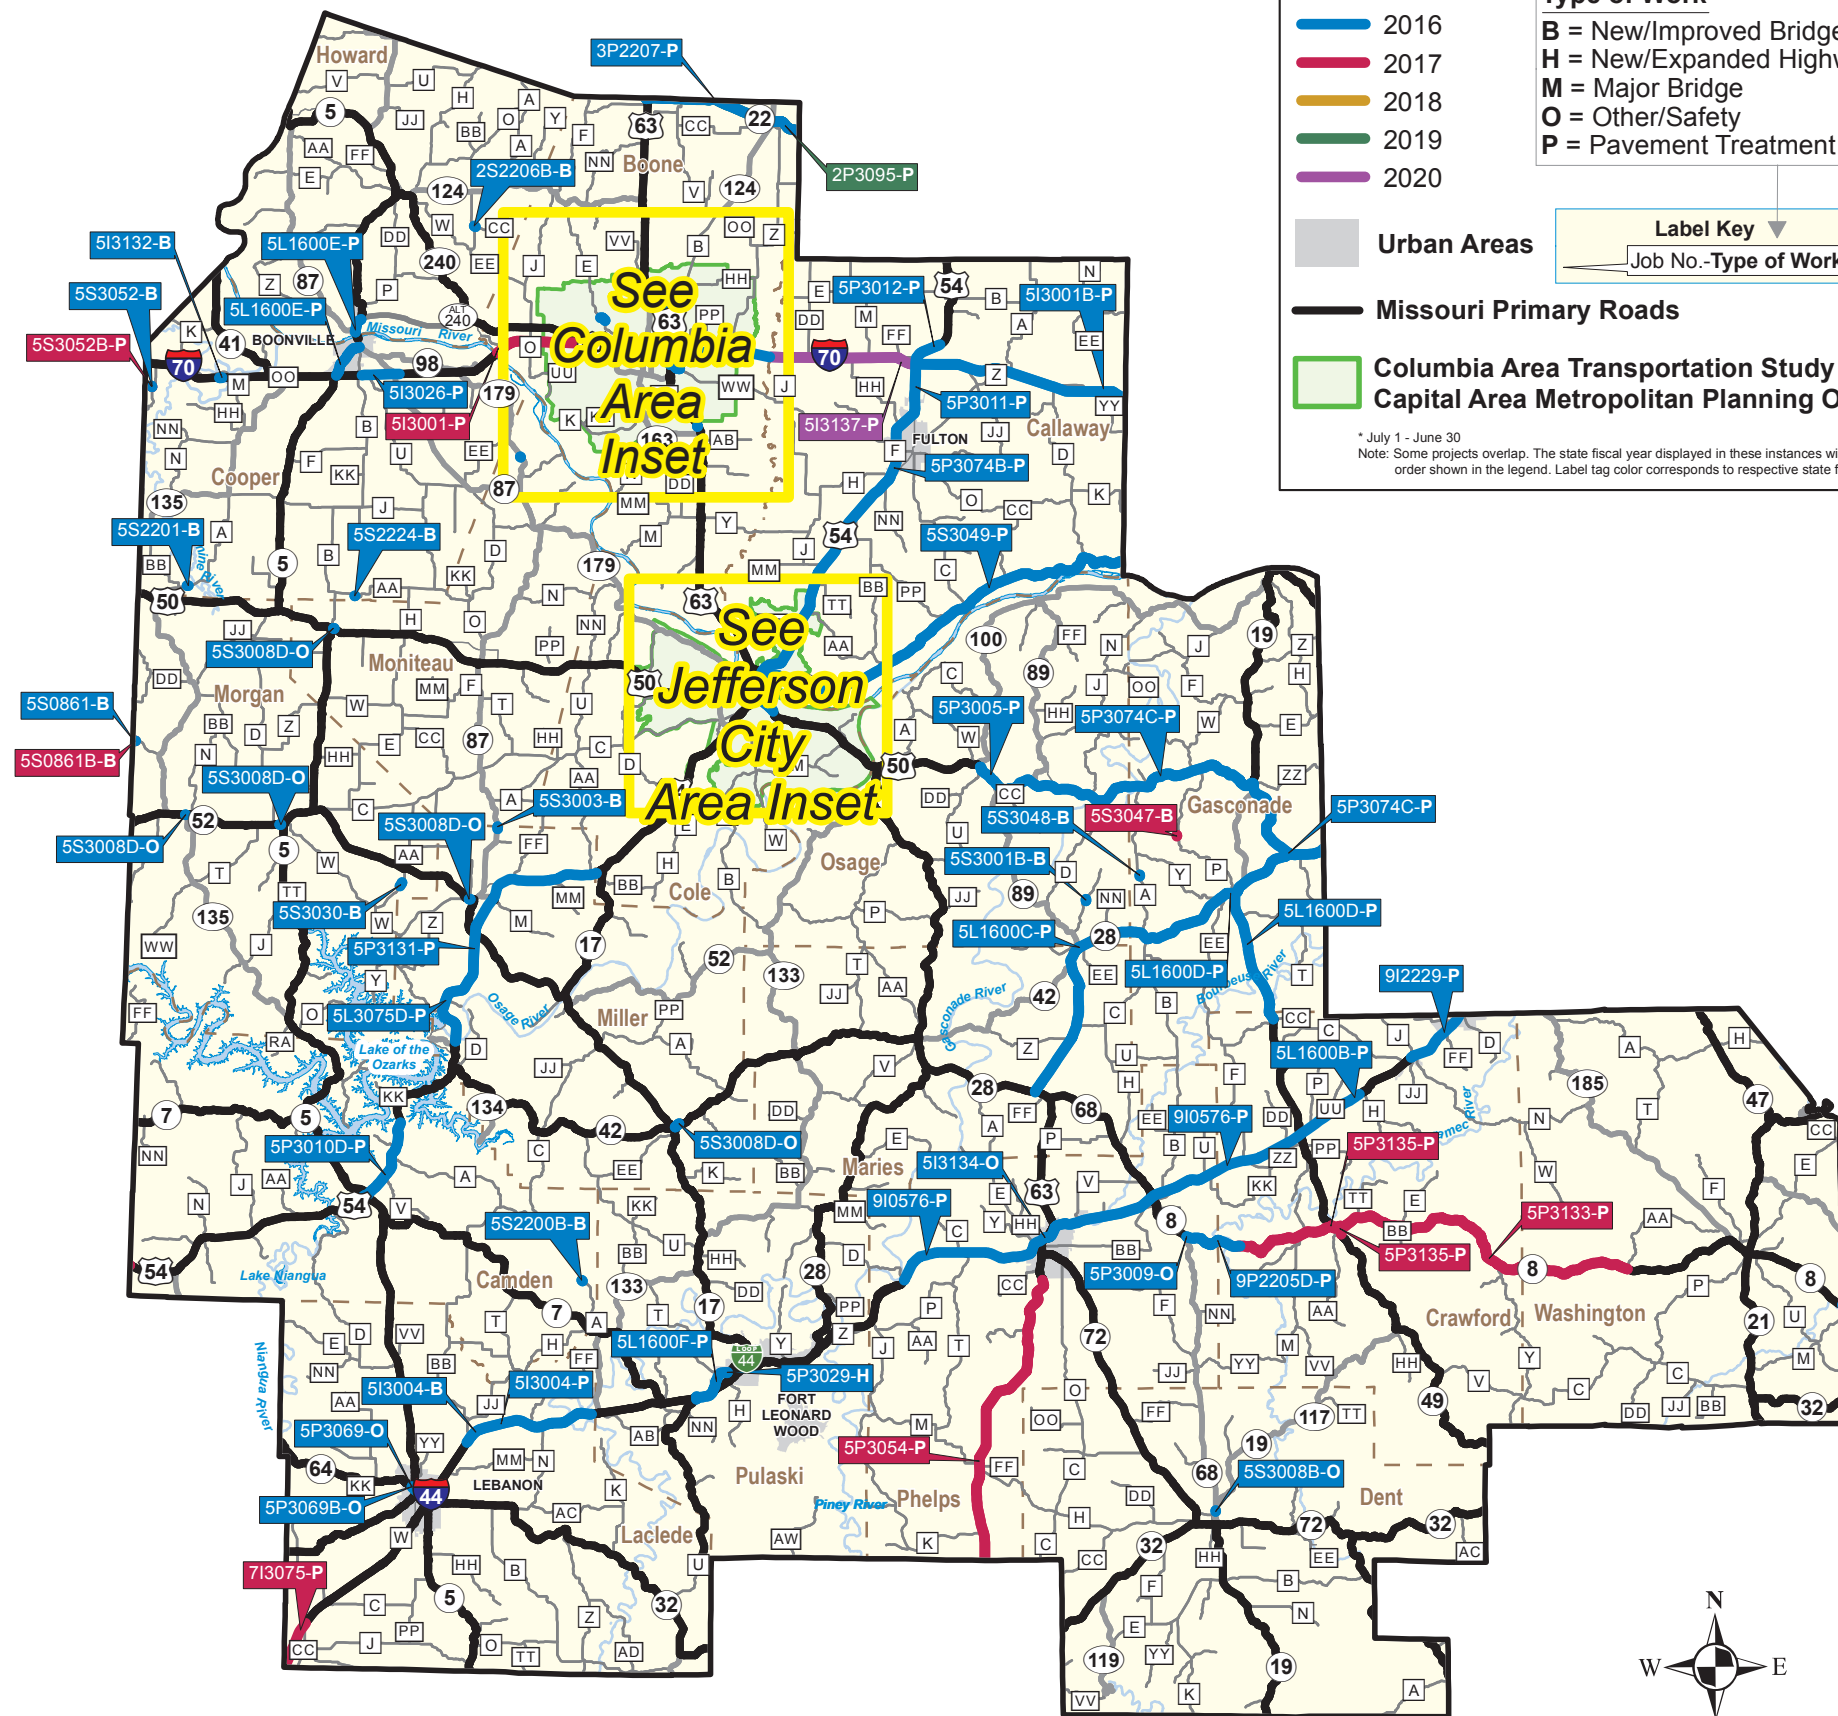 Type of Work
2016
2017
2018
2019
2020
B = New/Improved Bridge
H = New/Expanded Highw
M = Major Bridge
O = Other/Safety
P = Pavement Treatment
Urban Areas
Label Key
Job No.-Type of Work
Missouri Primary Roads
Columbia Area Transportation Study
Capital Area Metropolitan Planning O
* July 1 - June 30
Note: Some projects overlap. The state fiscal year displayed in these instances wi
order shown in the legend. Label tag color corresponds to respective state f
Howard
3P2207-P
Boone
2S2206B-B
2P3095-P
5I3132-B
5L1600E-P
5S3052-B
5L1600E-P
5S3052B-P
BOONVILLE
Missouri River
5I3026-P
5I3001-P
See
Columbia
Area
Inset
5P3012-P
5I3001B-P
5P3011-P
5I3137-P
FULTON
Callaway
5P3074B-P
Cooper
5S2201-B
5S2224-B
5S3049-P
5S3008D-O
Moniteau
Morgan
See
Jefferson
City
Area Inset
5S0861-B
5S0861B-B
5P3005-P
5P3074C-P
5S3008D-O
5S3003-B
5S3008D-O
5S3008D-O
Gasconade
5P3074C-P
5S3048-B
5S3047-B
5S3001B-B
Osage
Cole
5S3030-B
5P3131-P
5L1600C-P
5L1600D-P
5L1600D-P
Bourbeuse River
9I2229-P
5L3075D-P
Osage River
Miller
Gasconade River
Lake of the
Ozarks
5L1600B-P
5P3010D-P
5S3008D-O
9I0576-P
5P3135-P
Maries
5I3134-O
9I0576-P
5S2200B-B
5P3133-P
5P3135-P
Lake Niangua
Camden
5P3009-O
9P2205D-P
Crawford
Washington
Niangua River
5L1600F-P
5P3029-H
5I3004-B
5I3004-P
FORT
LEONARD
WOOD
5P3069-O
5P3054-P
LEBANON
5P3069B-O
Pulaski
Piney River
Phelps
5S3008B-O
Dent
Laclede
7I3075-P
N
W
E